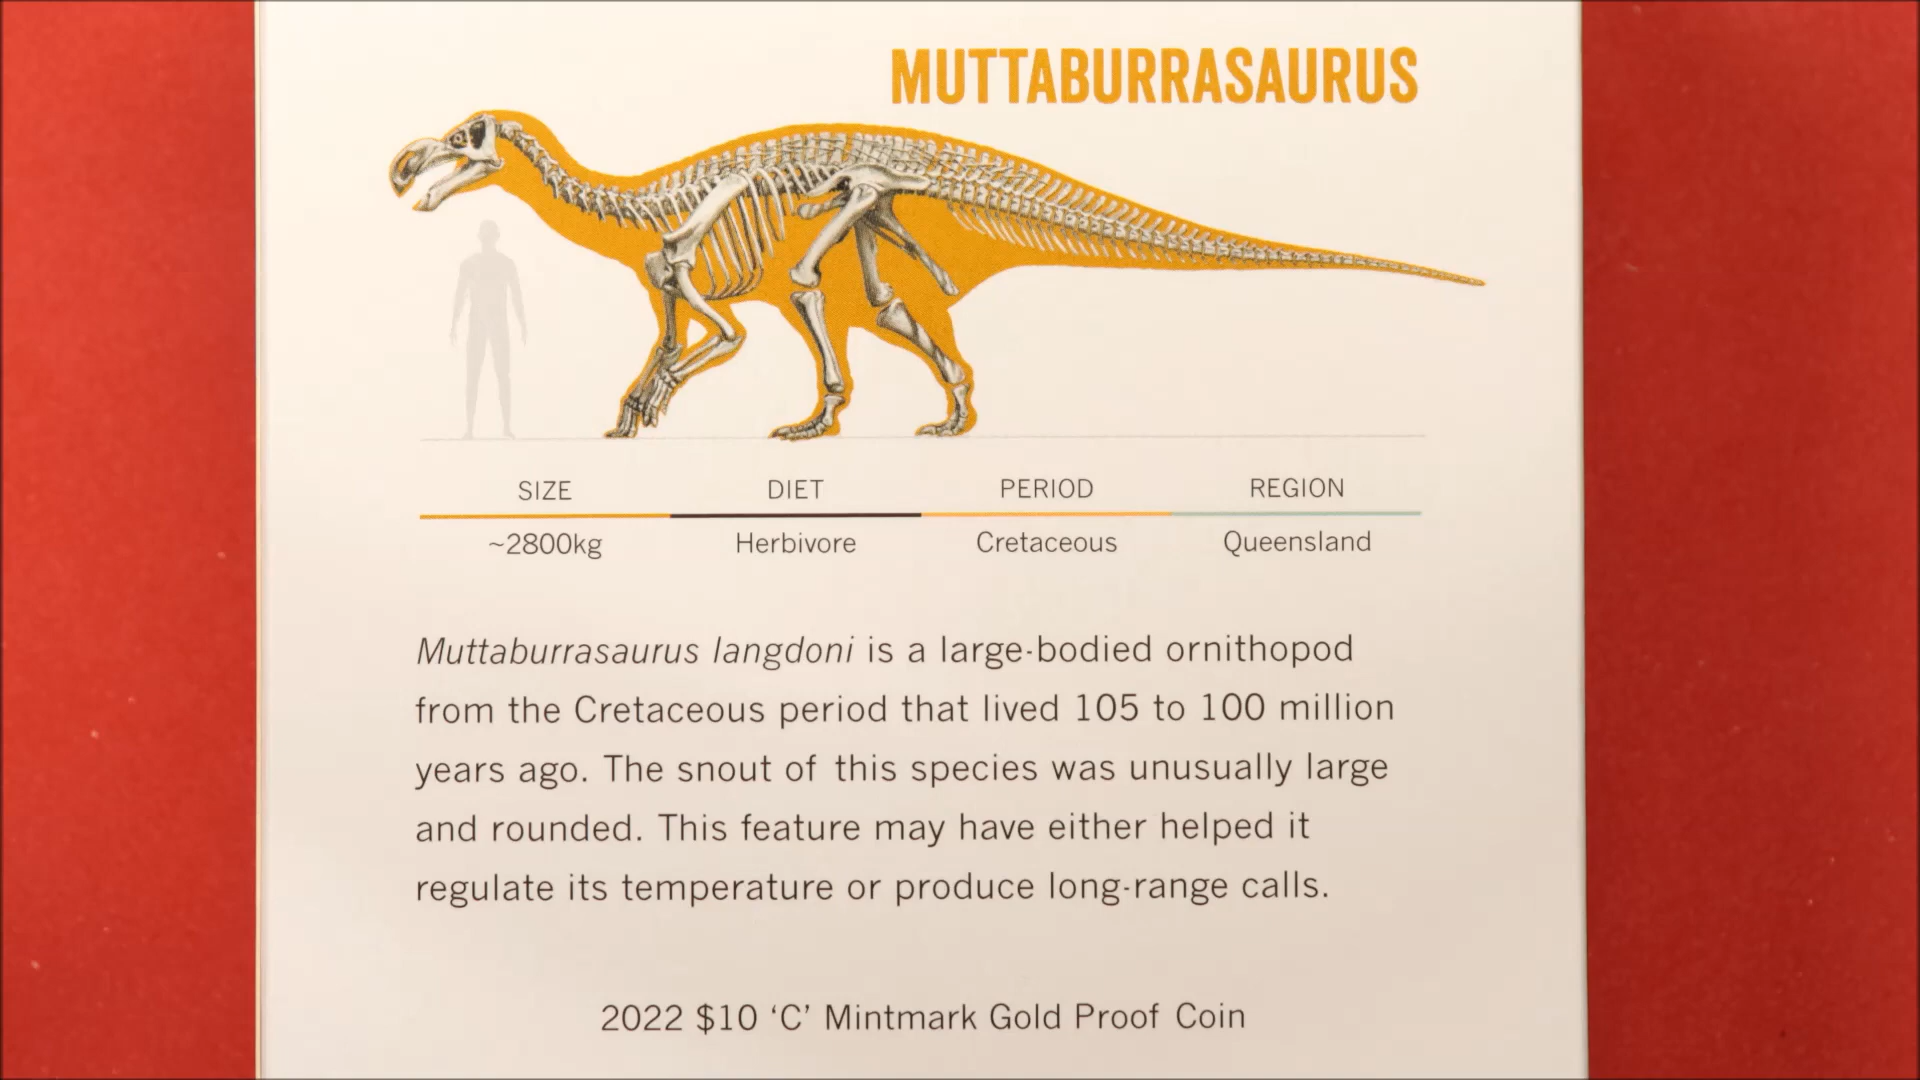 MUTTABURRASAURUS
SIZE DIET PERIOD REGION
~2800kg Herbivore Cretaceous Queensland
Muttaburrasaurus langdoni is a large-bodied ornithopod
from the Cretaceous period that lived 105 to 100 million
years ago. The snout of this species was unusually large
and rounded. This feature may have either helped it
regulate its temperature or produce long-range calls.
2022 $10 ‘C’ Mintmark Gold Proof Coin